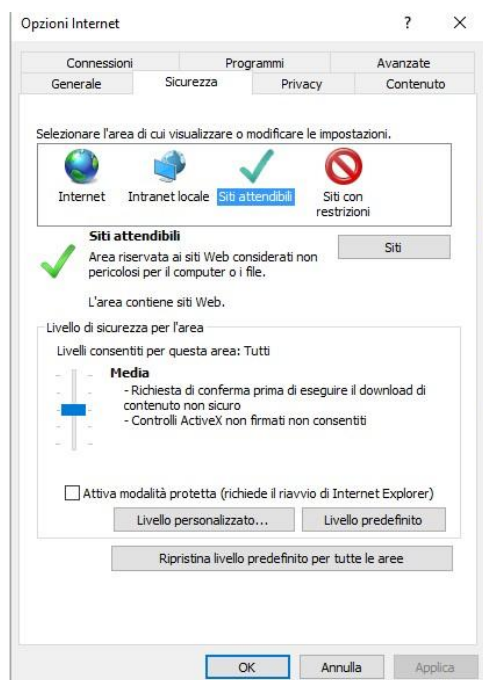 Opzioni Internet ? ×
Connessioni Programmi Avanzate
Generale Sicurezza Privacy Contenuto
Selezionare l'area di cui visualizzare o modificare le impostazioni.
Internet Intranet locale Siti attendibili Siti con
restrizioni
Siti attendibili
Area riservata ai siti Web considerati non
pericolosi per il computer o i
file.
Siti
L'area contiene siti Web.
Livello di sicurezza per l'area
Livelli consentiti per questa area: Tutti
Media
- Richiesta di conferma prima di eseguire il download di
contenuto non sicuro
- Controlli ActiveX non firmati non consentiti
Attiva modalità protetta (richiede il riavvio di Internet Explorer)
Livello personalizzato... Livello predefinito
Ripristina livello predefinito per tutte le aree
OK Annulla Applica